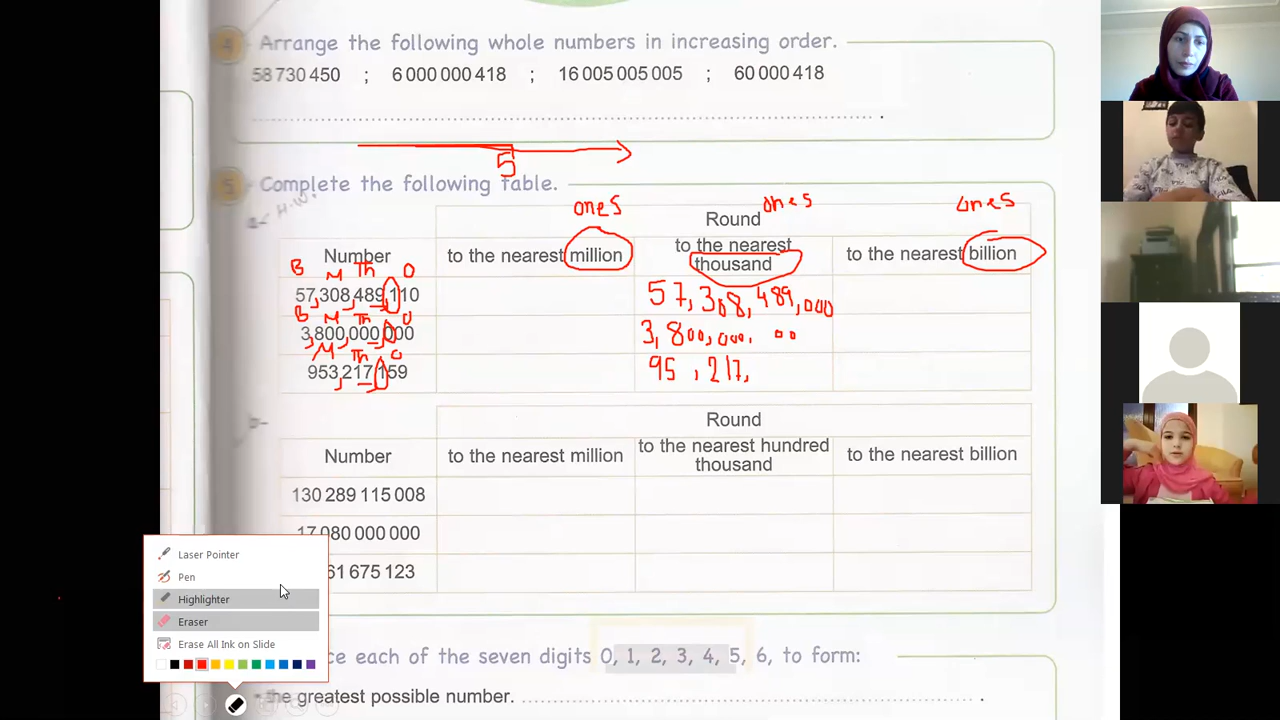 4 Arrange the following whole numbers in increasing order.
58 730 450 ; 6 000 000 418 ; 16 005 005 005 ; 60 000 418
5
5 Complete the following table.
a- H.W.
ones ones ones
Round
Number to the nearest million to the nearest thousand to the nearest billion
B M Th O
57,308,489,110 57,308,489,000
B M Th O
3,800,000,000 3,800,000. 00
M Th O
953,217,159 95,217,
b-
Round
Number to the nearest million to the nearest hundred thousand to the nearest billion
130 289 115 008
17 080 000 000
61 675 123
ce each of the seven digits 0, 1, 2, 3, 4, 5, 6, to form:
- the greatest possible number.
Laser Pointer
Pen
Highlighter
Eraser
Erase All Ink on Slide